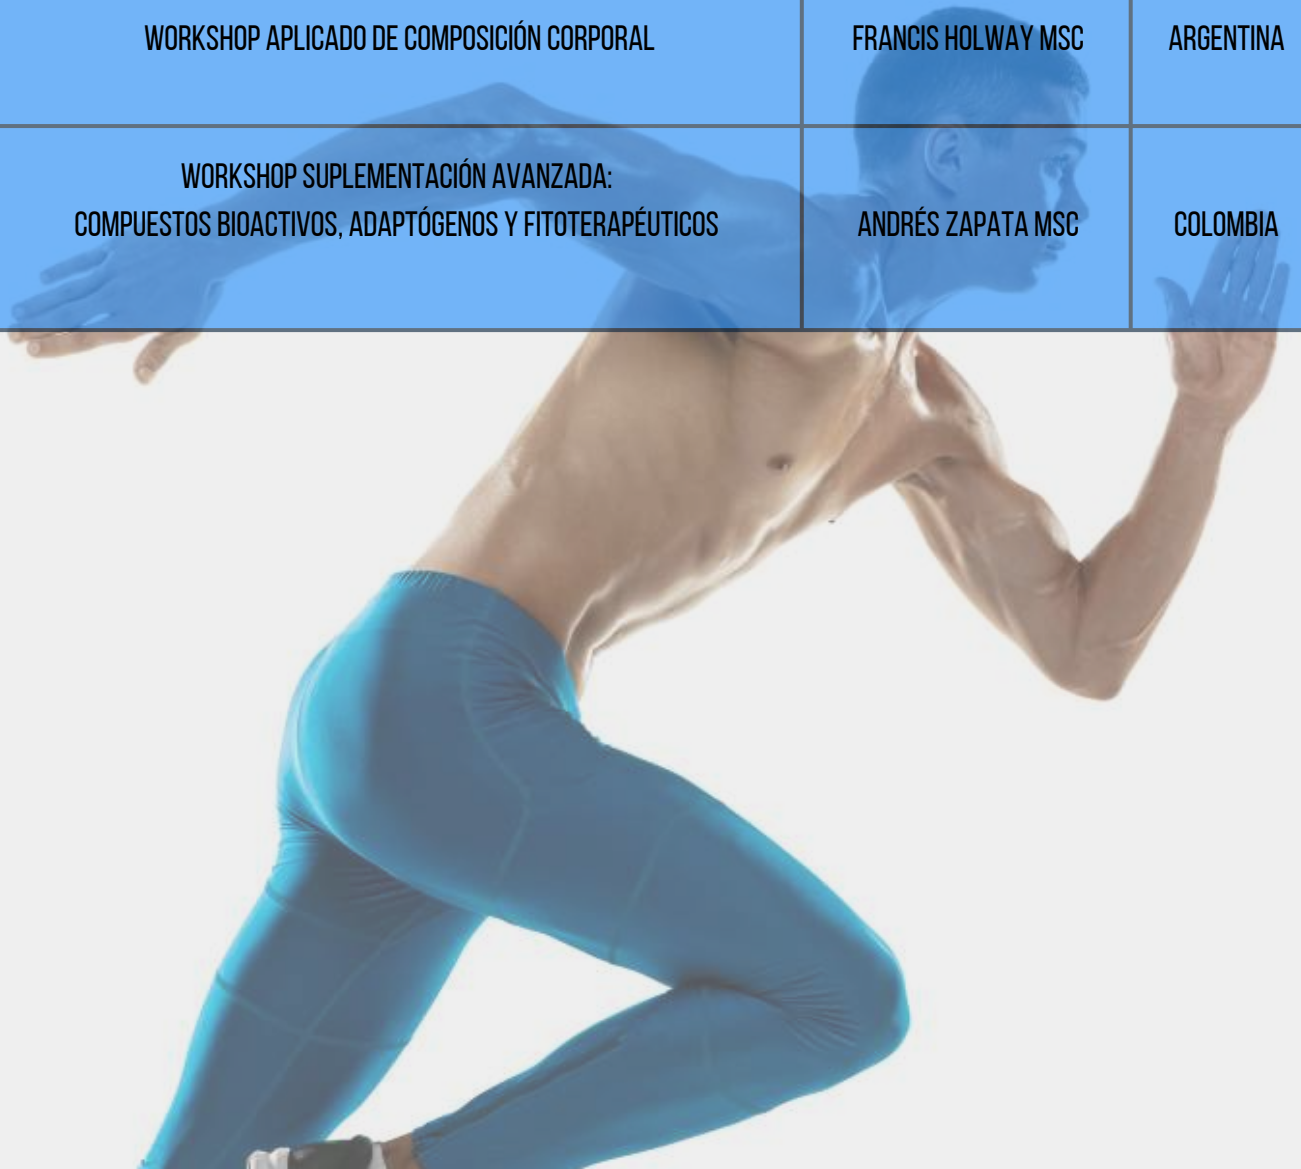 WORKSHOP APLICADO DE COMPOSICIÓN CORPORAL
FRANCIS HOLWAY MSC
ARGENTINA
WORKSHOP SUPLEMENTACIÓN AVANZADA:
COMPUESTOS BIOACTIVOS, ADAPTÓGENOS Y FITOTERAPÉUTICOS
ANDRÉS ZAPATA MSC
COLOMBIA